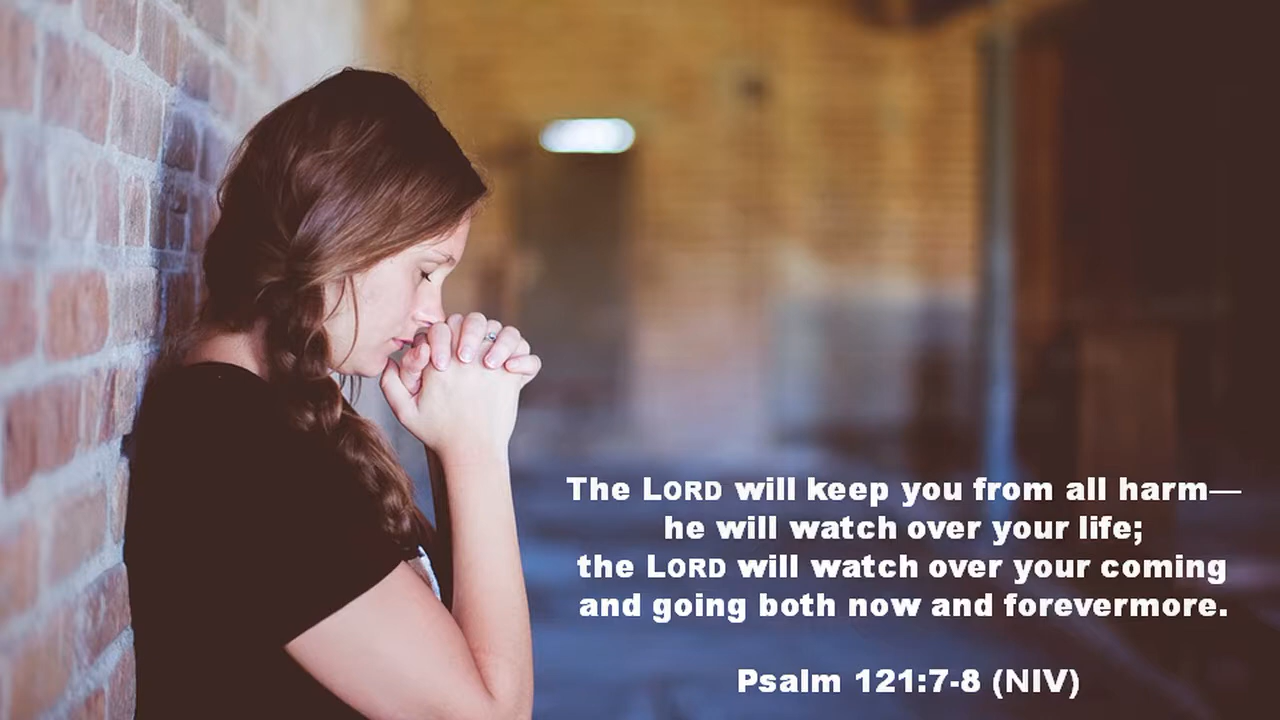 The LORD will keep you from all harm—
he will watch over your life;
the LORD will watch over your coming
and going both now and forevermore.
Psalm 121:7-8 (NIV)